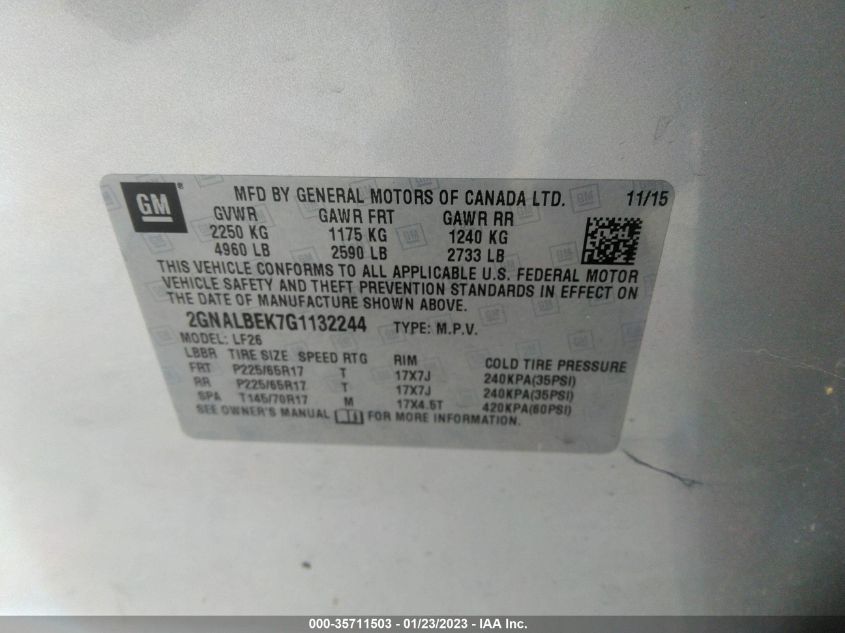 GM ® MFD BY GENERAL MOTORS OF CANADA LTD. 11/15
GVWR GAWR FRT GAWR RR
2250 KG 1175 KG 1240 KG
4960 LB 2590 LB 2733 LB
THIS VEHICLE CONFORMS TO ALL APPLICABLE U.S. FEDERAL MOTOR
VEHICLE SAFETY AND THEFT PREVENTION STANDARDS IN EFFECT ON
THE DATE OF MANUFACTURE SHOWN ABOVE.
2GNALBEK7G1132244 TYPE: M.P.V.
MODEL: LF26
LBBR TIRE SIZE SPEED RTG RIM COLD TIRE PRESSURE
FRT P225/65R17 T 17X7J 240KPA(35PSI)
RR P225/65R17 T 17X7J 240KPA(35PSI)
SPA T145/70R17 M 17X4.5T 420KPA(60PSI)
SEE OWNER'S MANUAL FOR MORE INFORMATION.
000-35711503 - 01/23/2023 - IAA Inc.